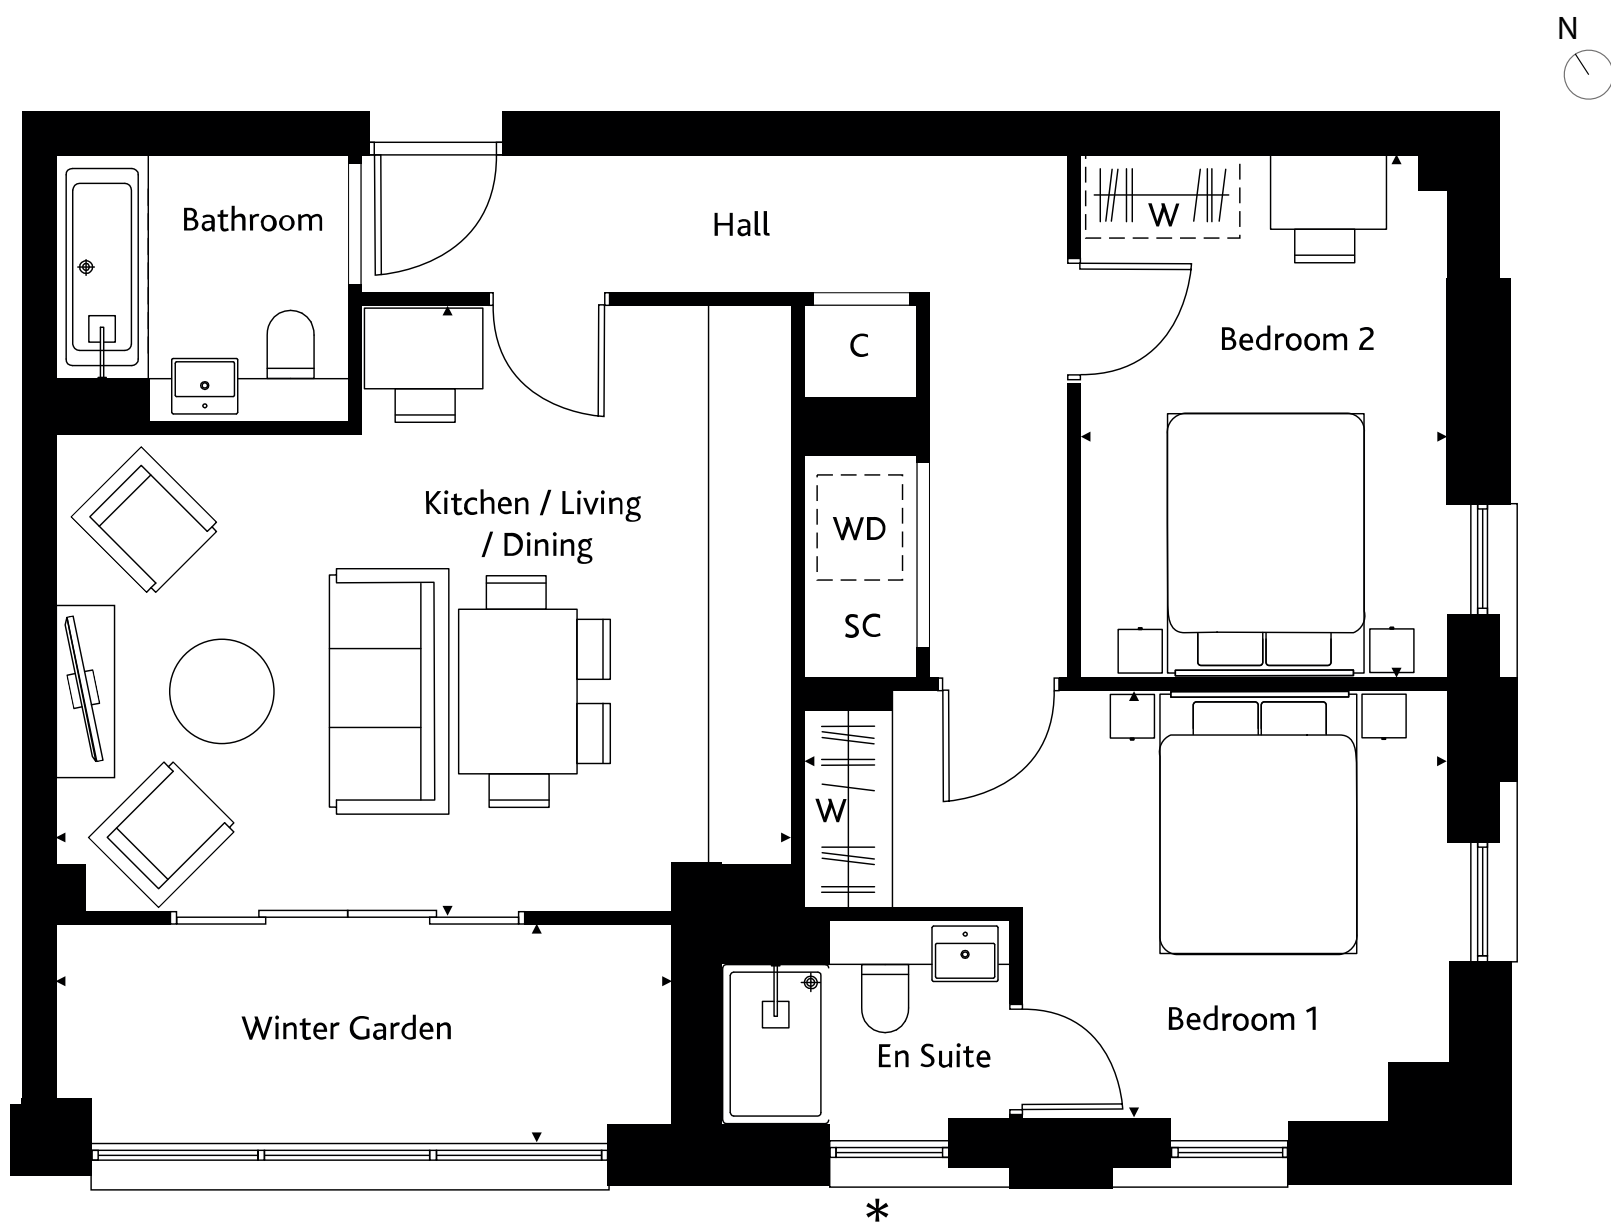 N
Bathroom
Hall
W
C
Bedroom 2
Kitchen / Living
/ Dining
WD
SC
W
Winter Garden
En Suite
Bedroom 1
*